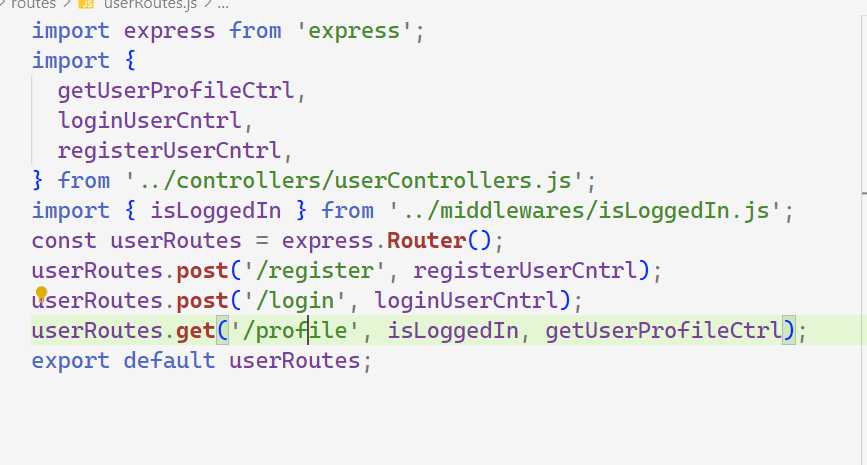 routes > JS userRoutes.js > ...
import express from 'express';
import {
  getUserProfileCtrl,
  loginUserCntrl,
  registerUserCntrl,
} from '../controllers/userControllers.js';
import { isLoggedIn } from '../middlewares/isLoggedIn.js';
const userRoutes = express.Router();
userRoutes.post('/register', registerUserCntrl);
userRoutes.post('/login', loginUserCntrl);
userRoutes.get('/profile', isLoggedIn, getUserProfileCtrl);
export default userRoutes;